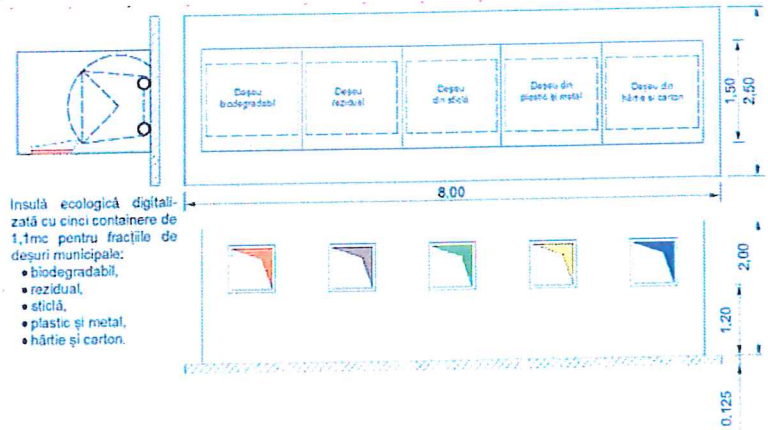 Deșeu
biodegradabil
Deșeu
rezidual
Deșeu
din sticlă
Deșeu din
plastic și metal
Deșeu din
hârtie și carton
1,50
2,50
8,00
Insulă ecologică digitali-
zată cu cinci containere de
1,1mc pentru fracțiile de
deșuri municipale:
• biodegradabil,
• rezidual,
• sticlă,
• plastic și metal,
• hârtie și carton.
2,00
1,20
0,125